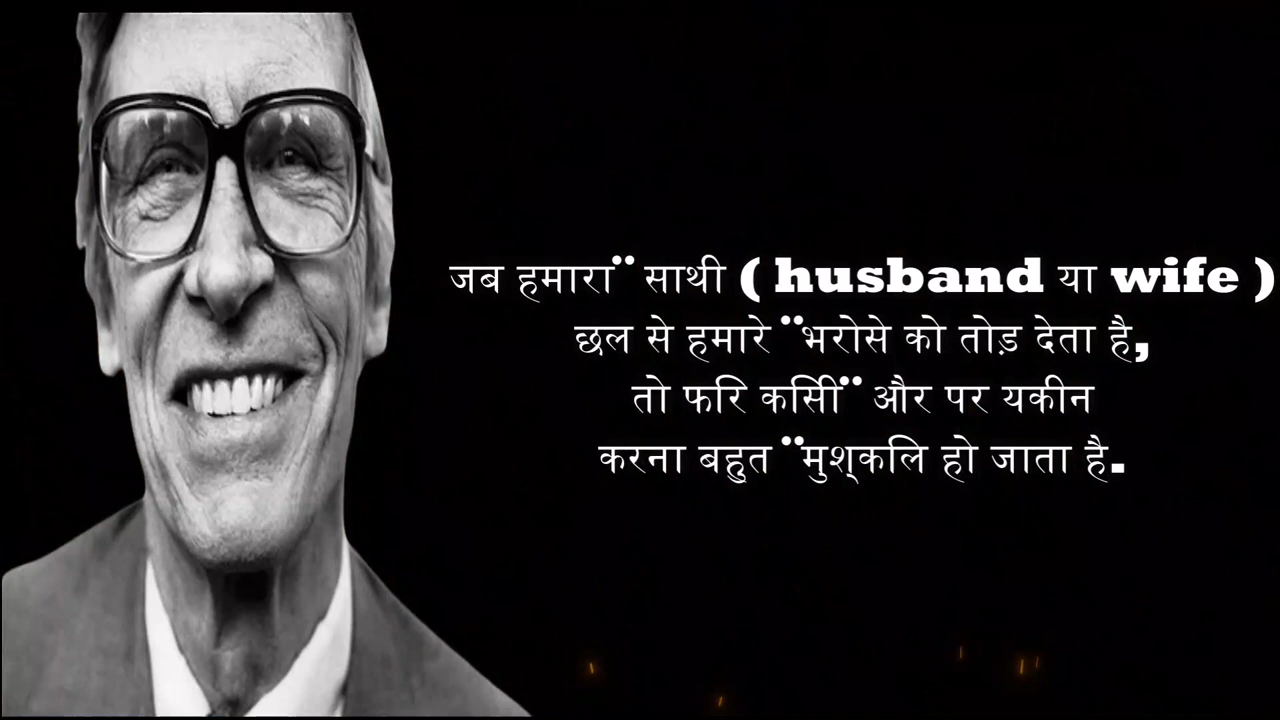 जब हमारा¨ साथी ( husband या wife )
छल से हमारे ¨भरोसे को तोड़ देता है,
तो फरि कसिी¨ और पर यकीन
करना बहुत ¨मुश्कलि हो जाता है.